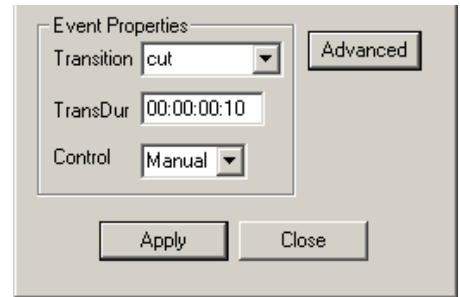 Event Properties
Transition cut
Advanced
TransDur 00:00:00:10
Control Manual
Apply Close